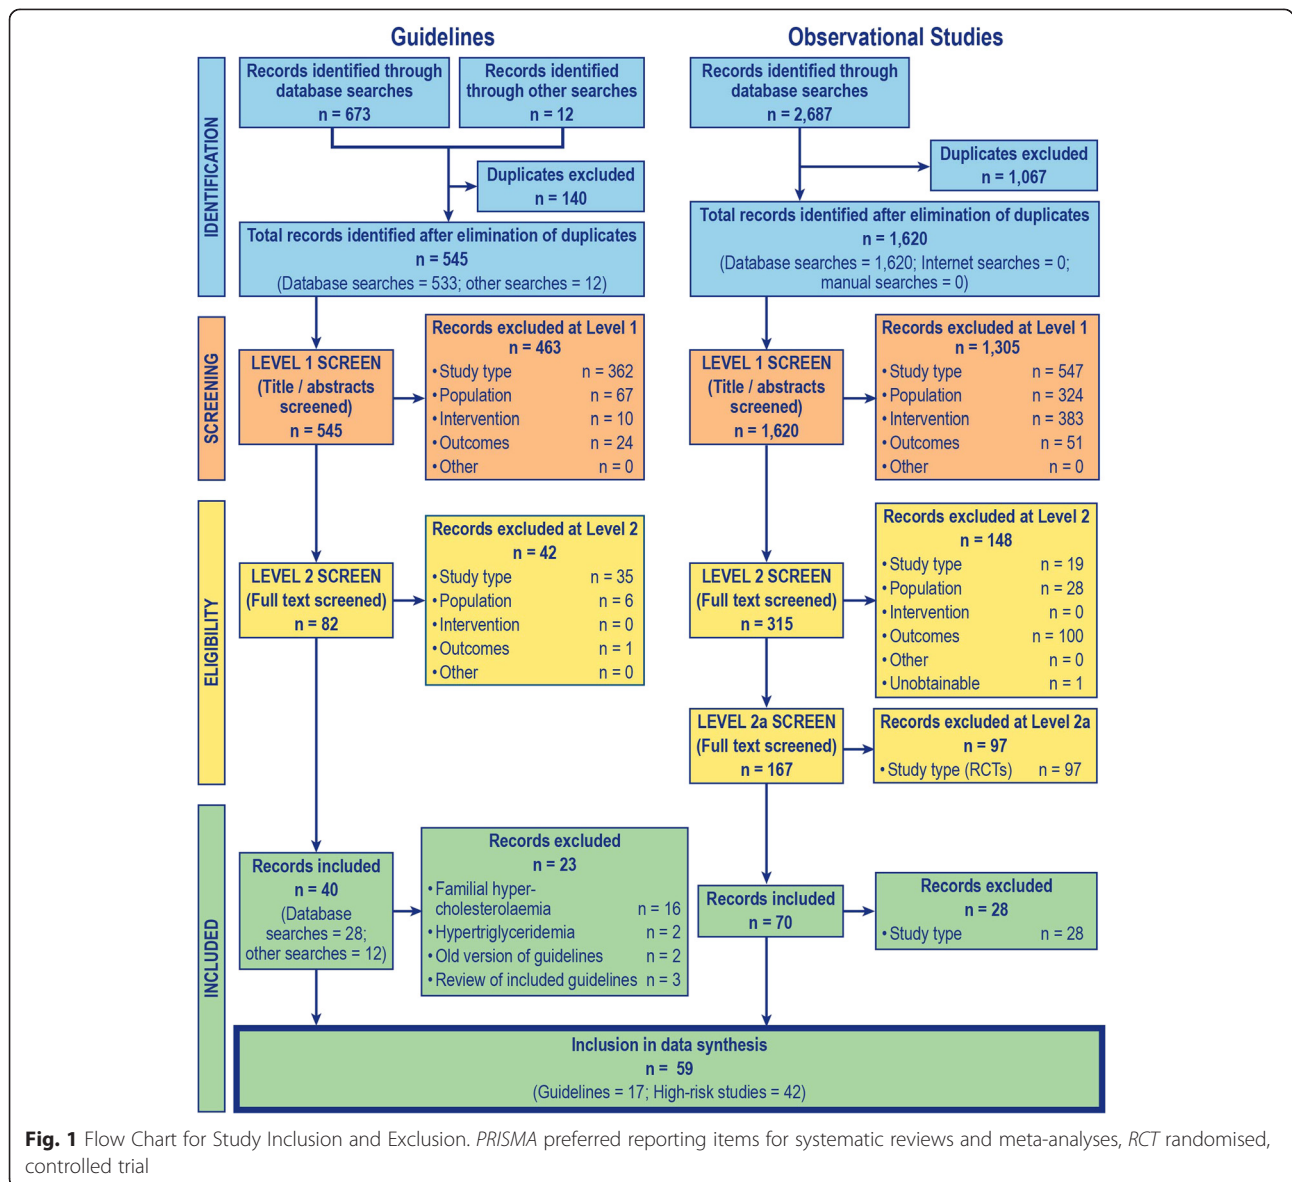 Guidelines
Observational Studies
IDENTIFICATION
Records identified through
database searches
n = 673
Records identified
through other searches
n = 12
Duplicates excluded
n = 140
Total records identified after elimination of duplicates
n = 545
(Database searches = 533; other searches = 12)
Records identified through
database searches
n = 2,687
Duplicates excluded
n = 1,067
Total records identified after elimination of duplicates
n = 1,620
(Database searches = 1,620; Internet searches = 0;
manual searches = 0)
SCREENING
LEVEL 1 SCREEN
(Title / abstracts
screened)
n = 545
Records excluded at Level 1
n = 463
• Study type n = 362
• Population n = 67
• Intervention n = 10
• Outcomes n = 24
• Other n = 0
LEVEL 1 SCREEN
(Title / abstracts
screened)
n = 1,620
Records excluded at Level 1
n = 1,305
• Study type n = 547
• Population n = 324
• Intervention n = 383
• Outcomes n = 51
• Other n = 0
ELIGIBILITY
LEVEL 2 SCREEN
(Full text screened)
n = 82
Records excluded at Level 2
n = 42
• Study type n = 35
• Population n = 6
• Intervention n = 0
• Outcomes n = 1
• Other n = 0
LEVEL 2 SCREEN
(Full text screened)
n = 315
Records excluded at Level 2
n = 148
• Study type n = 19
• Population n = 28
• Intervention n = 0
• Outcomes n = 100
• Other n = 0
• Unobtainable n = 1
LEVEL 2a SCREEN
(Full text screened)
n = 167
Records excluded at Level 2a
n = 97
• Study type (RCTs) n = 97
INCLUDED
Records included
n = 40
(Database
searches = 28;
other searches = 12)
Records excluded
n = 23
• Familial hyper-
cholesterolaemia n = 16
• Hypertriglyceridemia n = 2
• Old version of guidelines n = 2
• Review of included guidelines n = 3
Records included
n = 70
Records excluded
n = 28
• Study type n = 28
Inclusion in data synthesis
n = 59
(Guidelines = 17; High-risk studies = 42)
Fig. 1 Flow Chart for Study Inclusion and Exclusion. PRISMA preferred reporting items for systematic reviews and meta-analyses, RCT randomised,
controlled trial